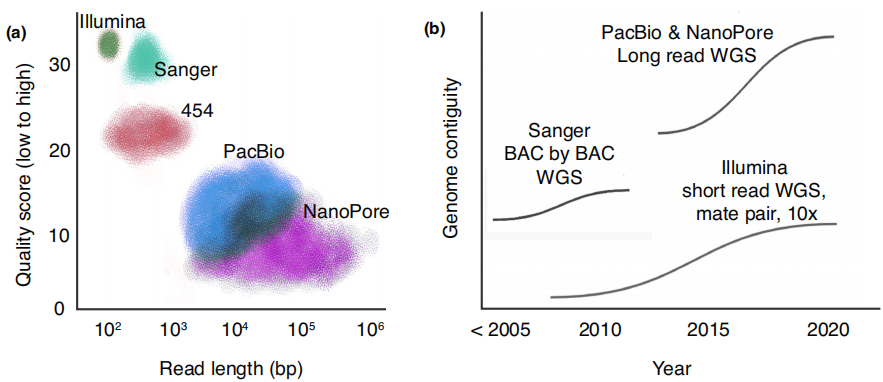 (a)
Illumina
Sanger
454
PacBio
NanoPore
Quality score (low to high)
30
20
10
0
10² 10³ 10⁴ 10⁵ 10⁶
Read length (bp)
(b)
PacBio & NanoPore
Long read WGS
Sanger
BAC by BAC
WGS
Illumina
short read WGS,
mate pair, 10x
Genome contiguity
< 2005 2010 2015 2020
Year